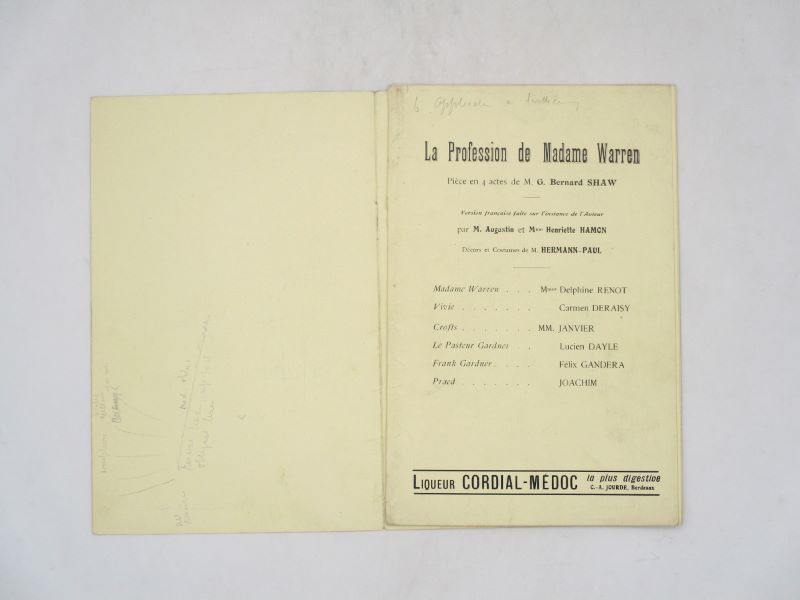 La Profession de Madame Warren
Pièce en 4 actes de M. G. Bernard SHAW
Version française faite sur l'instance de l'Auteur
par M. Augustin et Mme Henriette HAMON
Décors et Costumes de M. HERMANN-PAUL
Madame Warren . . . Mmes Delphine RENOT
Vivie . . . . . . . Carmen DERAISY
Crofts . . . . . . . MM. JANVIER
Le Pasteur Gardner . . Lucien DAYLE
Frank Gardner . . . . Félix GANDERA
Praed . . . . . . . JOACHIM
LIQUEUR CORDIAL-MÉDOC la plus digestive
C.-A. JOURDE, Bordeaux